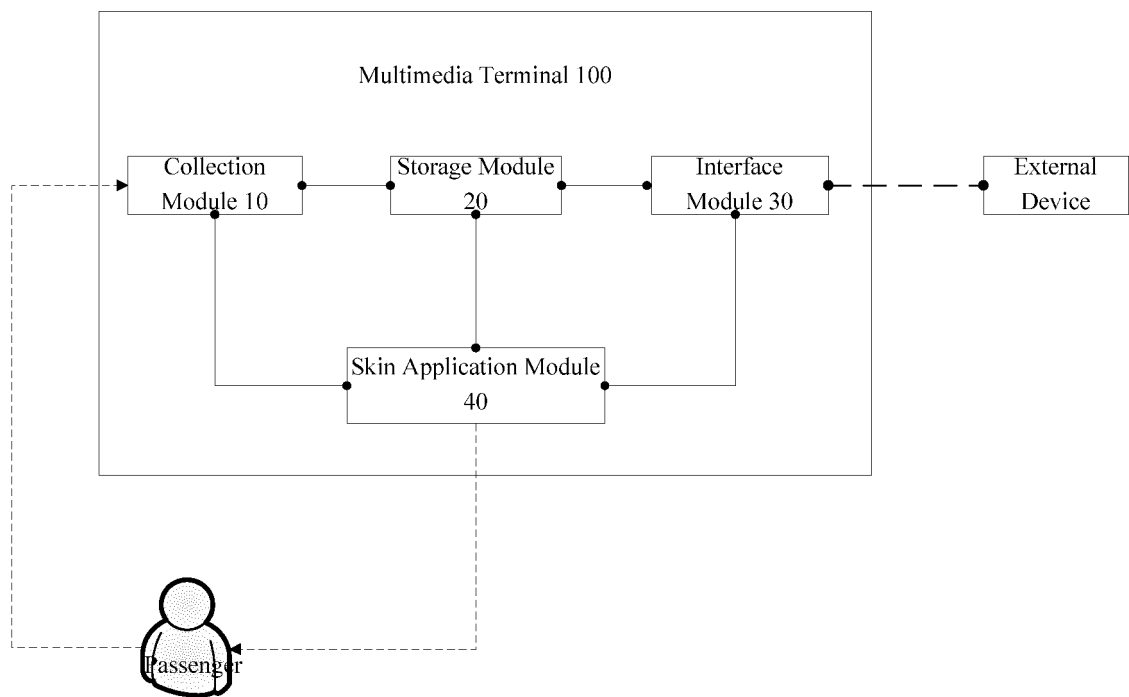 Multimedia Terminal 100
Collection
Module 10
Storage Module
20
Interface
Module 30
External
Device
Skin Application Module
40
Passenger